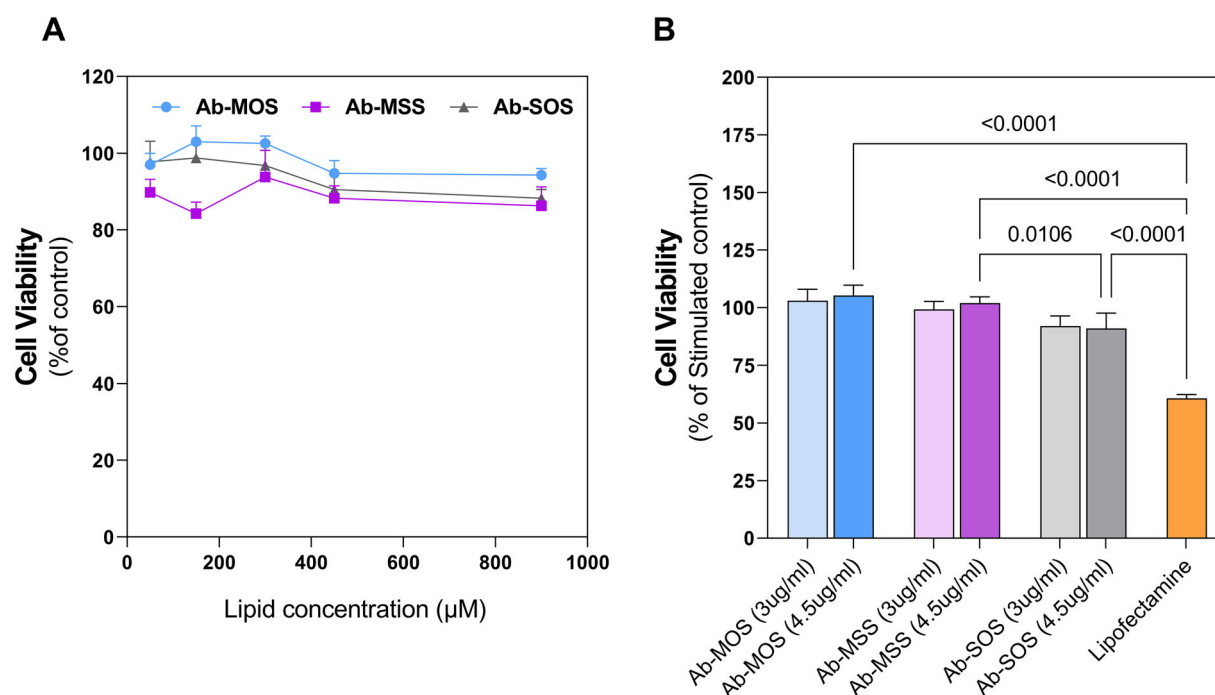 A
Cell Viability
(%of control)
120
100
80
60
40
20
0
Ab-MOS Ab-MSS Ab-SOS
0 200 400 600 800 1000
Lipid concentration (µM)
B
Cell Viability
(% of Stimulated control)
200
175
150
125
100
75
50
25
0
<0.0001
<0.0001
0.0106 <0.0001
Ab-MOS (3ug/ml)
Ab-MOS (4.5ug/ml)
Ab-MSS (3ug/ml)
Ab-MSS (4.5ug/ml)
Ab-SOS (3ug/ml)
Ab-SOS (4.5ug/ml)
Lipofectamine